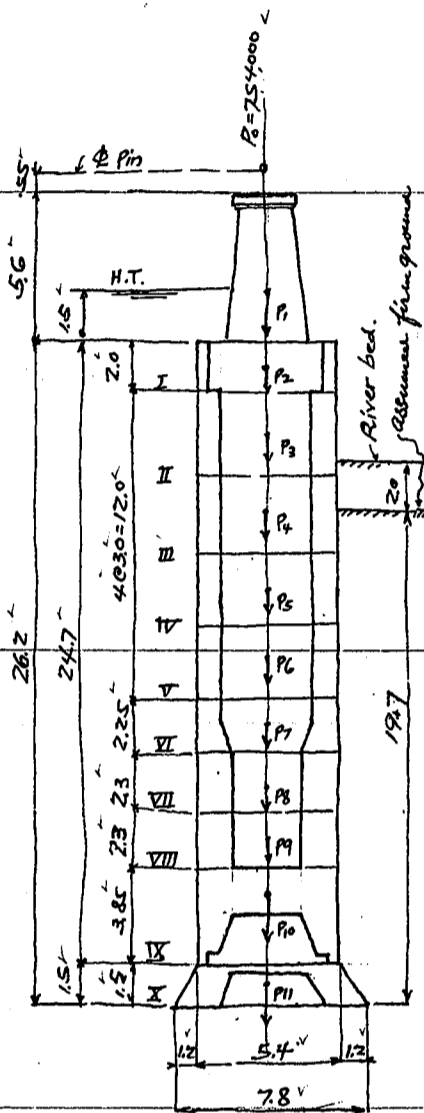 P₀=754,000
℄ Pin
.55
5.6
H.T.
1.5
P₁
2.0
P₂
I
River bed.
Assumed firm ground
P₃
II
2.0
P₄
III
4@3.0=12.0
P₅
IV
26.2
24.7
P6
V
19.7
2.25
P7
VI
2.3
P8
VII
2.3
P9
VIII
3.85
P10
IX
1.5
1.5
P11
X
1.2
5.4
1.2
7.8